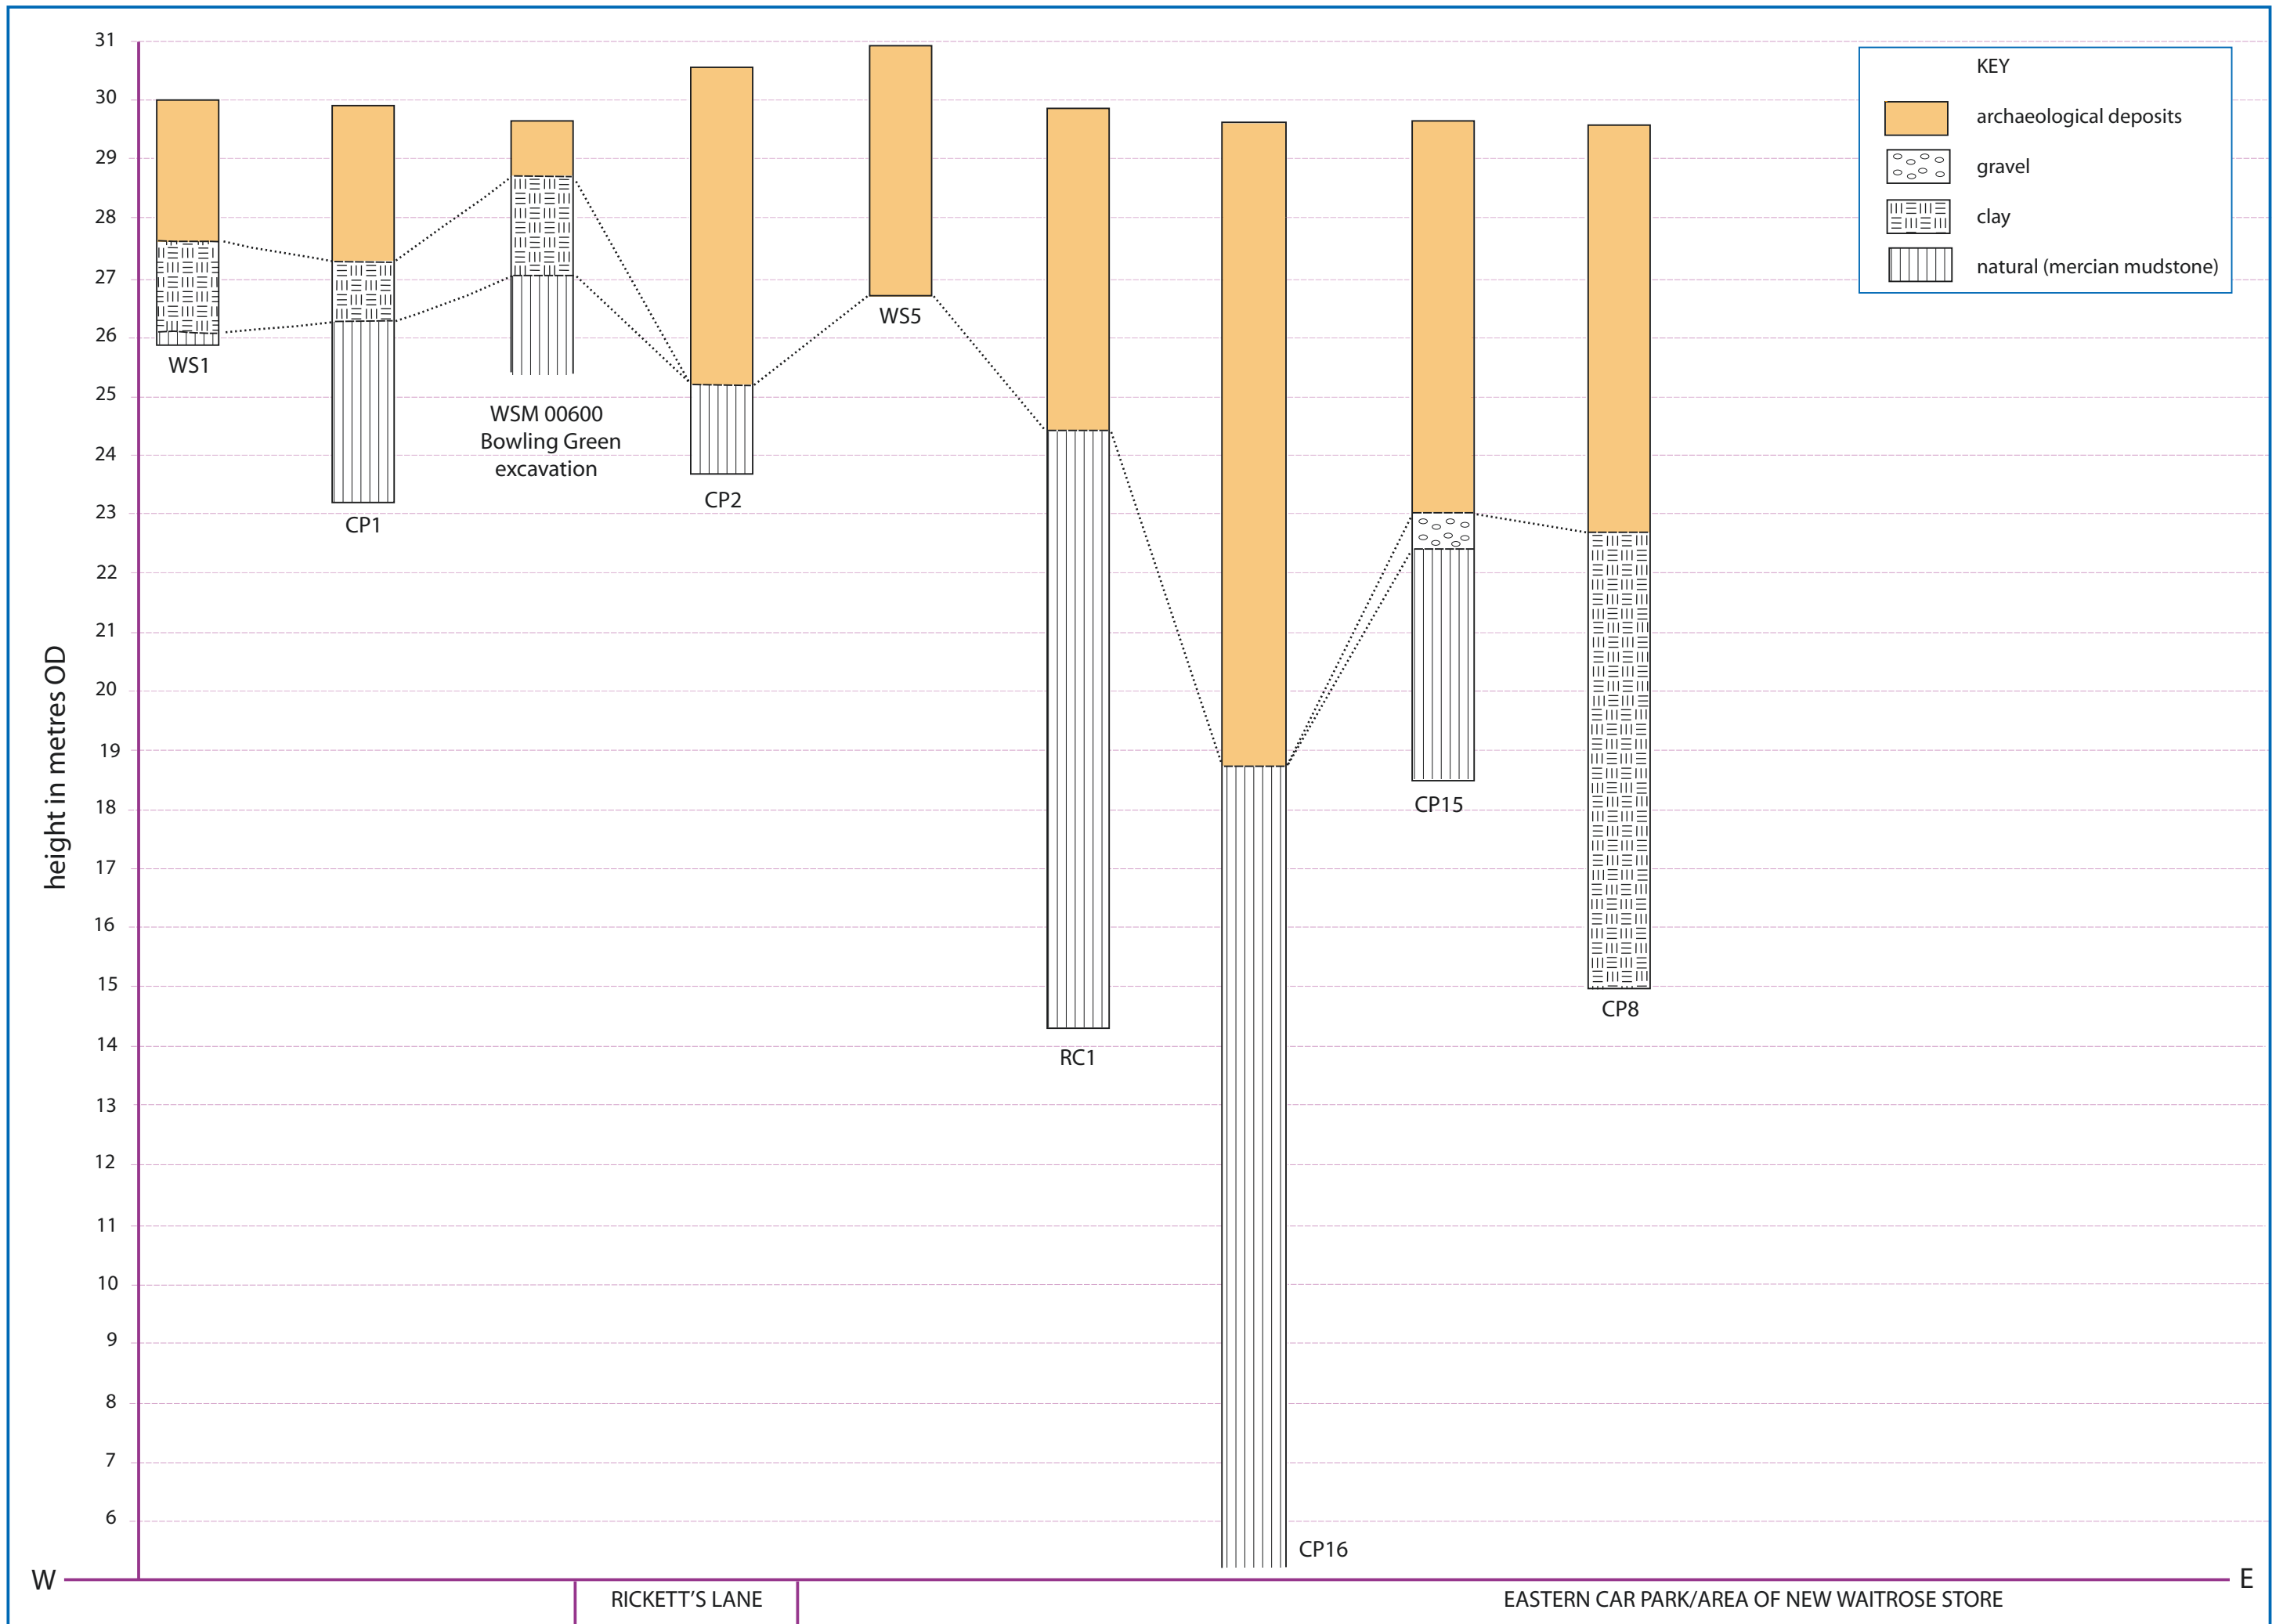 31
30
29
28
27
26
25
24
23
22
21
20
19
18
17
16
15
14
13
12
11
10
9
8
7
6
height in metres OD
WS1
CP1
WSM 00600
Bowling Green
excavation
CP2
WS5
RC1
CP16
CP15
CP8
KEY
archaeological deposits
gravel
clay
natural (mercian mudstone)
W
E
RICKETT’S LANE
EASTERN CAR PARK/AREA OF NEW WAITROSE STORE